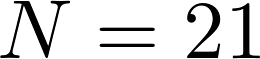 N = 21